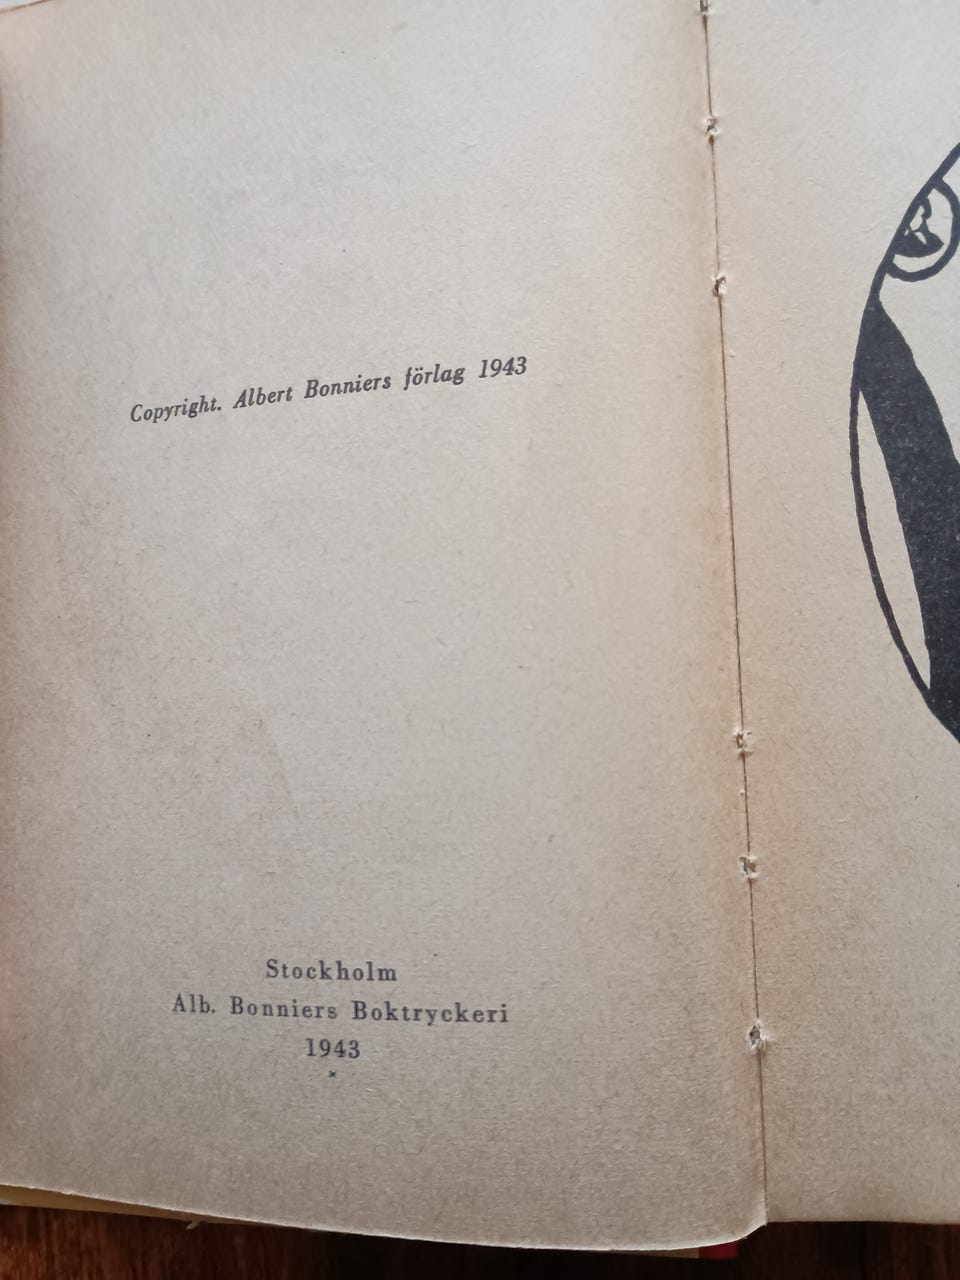 Copyright. Albert Bonniers förlag 1943
Stockholm
Alb. Bonniers Boktryckeri
1943